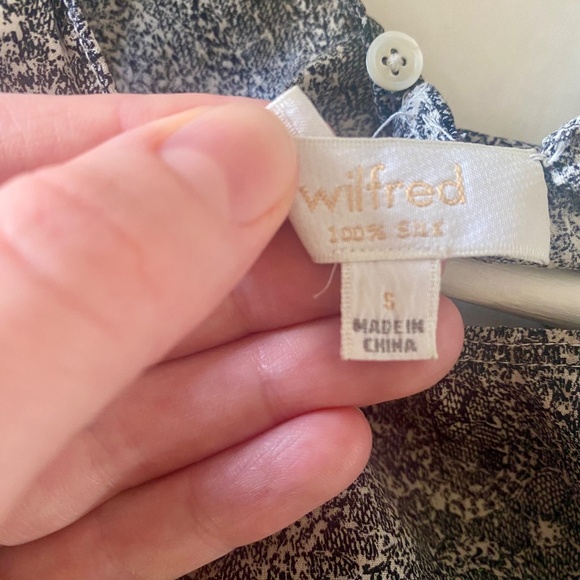 wilfred
100% SILK
S
MADE IN
CHINA